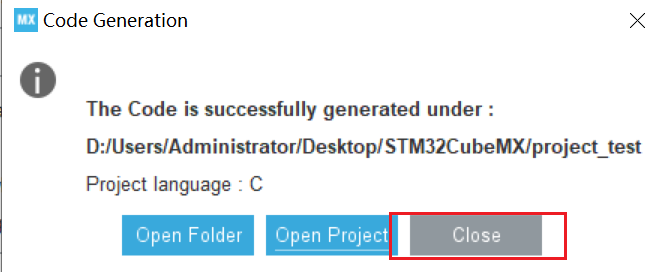 MX Code Generation
The Code is successfully generated under :
D:/Users/Administrator/Desktop/STM32CubeMX/project_test
Project language : C
Open Folder Open Project Close